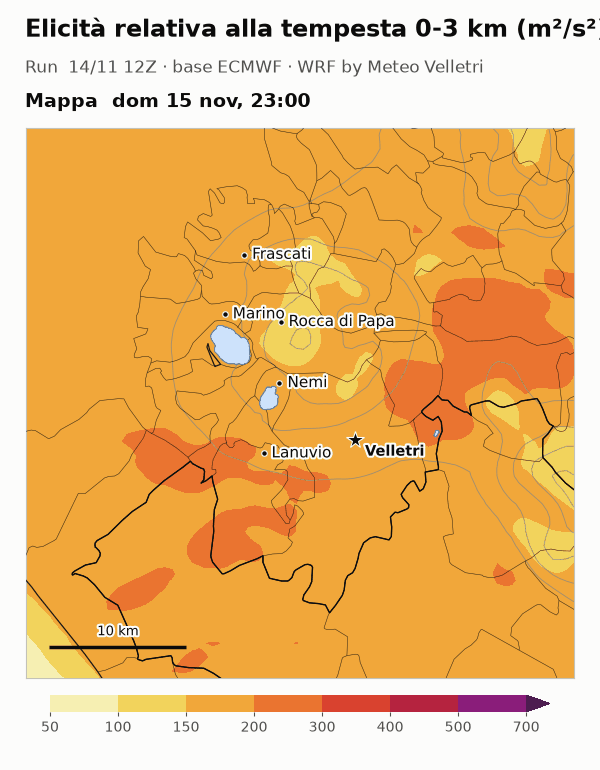 Elicità relativa alla tempesta 0-3 km (m²/s²)
Run 14/11 12Z · base ECMWF · WRF by Meteo Velletri
Mappa dom 15 nov, 23:00
Frascati
Marino
Rocca di Papa
Nemi
Velletri
Lanuvio
10 km
50 100 150 200 300 400 500 700